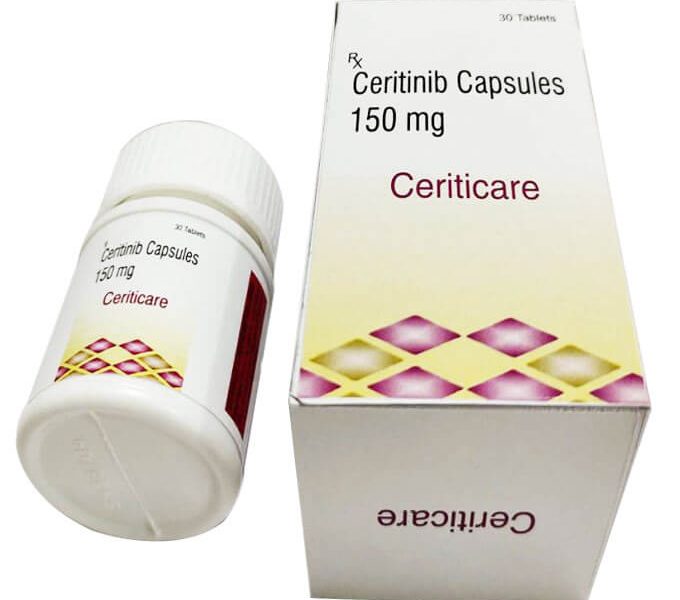 30 Tablets
Rx
Ceritinib Capsules
150 mg
Ceriticare
Ceriticare
30 Tablets
Ceritinib Capsules
150 mg
Ceriticare